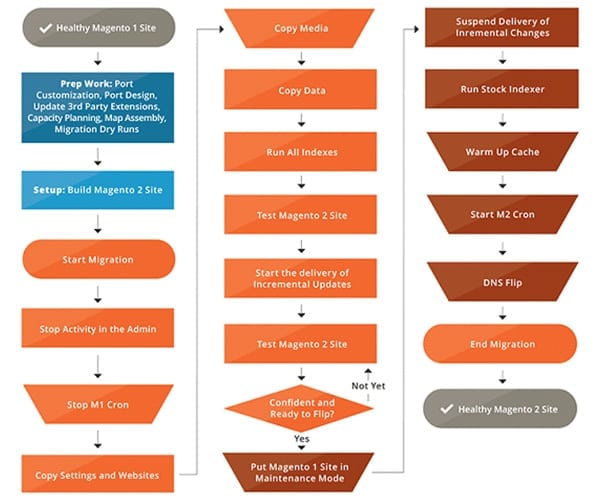 Healthy Magento 1 Site
Prep Work: Port
Customization, Port Design,
Update 3rd Party Extensions,
Capacity Planning, Map Assembly,
Migration Dry Runs
Setup: Build Magento 2 Site
Start Migration
Stop Activity in the Admin
Stop M1 Cron
Copy Settings and Websites
Copy Media
Copy Data
Run All Indexes
Test Magento 2 Site
Start the delivery of
Incremental Updates
Test Magento 2 Site
Not Yet
Confident and
Ready to Flip?
Yes
Put Magento 1 Site in
Maintenance Mode
Suspend Delivery of
Inremental Changes
Run Stock Indexer
Warm Up Cache
Start M2 Cron
DNS Flip
End Migration
Healthy Magento 2 Site